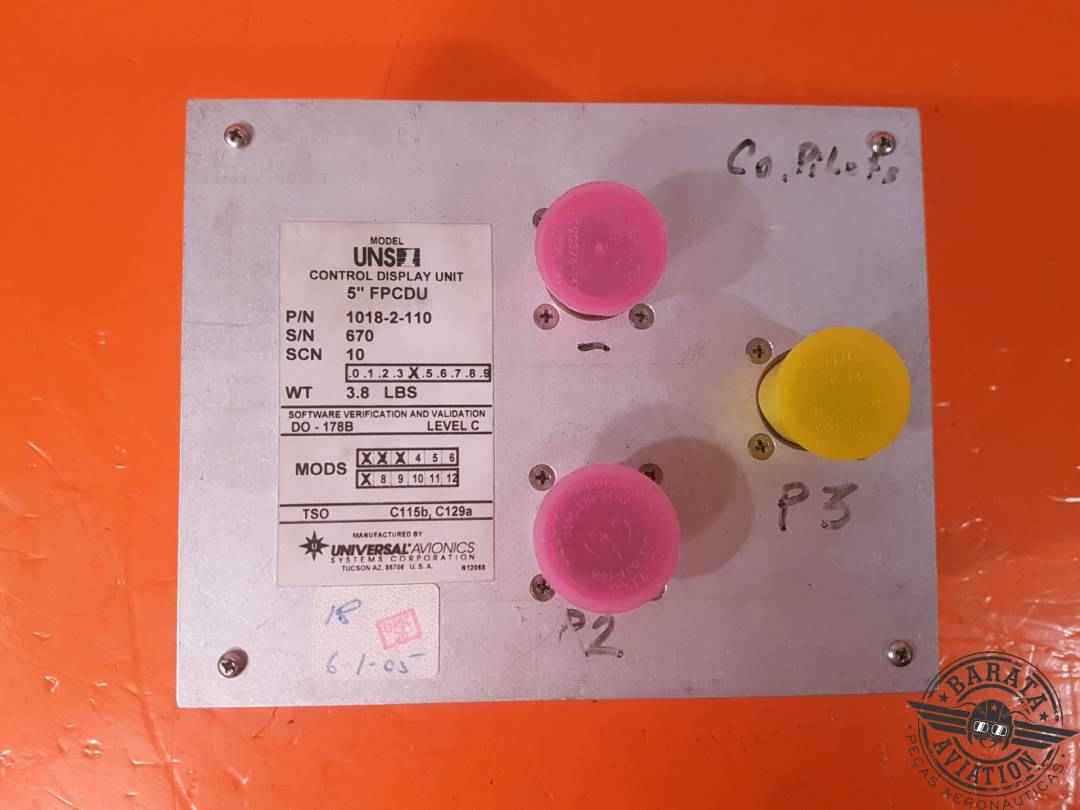 Co.Pilots
MODEL
UNS-1
CONTROL DISPLAY UNIT
5" FPCDU
P/N 1018-2-110
S/N 670
SCN 10
.0 .1 .2 .3 X .5 .6 .7 .8 .9
WT 3.8 LBS
SOFTWARE VERIFICATION AND VALIDATION
DO - 178B LEVEL C
MODS X X X 4 5 6
X 8 9 10 11 12
TSO C115b, C129a
MANUFACTURED BY
UNIVERSAL AVIONICS
SYSTEMS CORPORATION
TUCSON AZ, 85706 U.S.A.
P3
P2
18
6-1-05
BARATA
AVIATION
PEÇAS AERONÁUTICAS